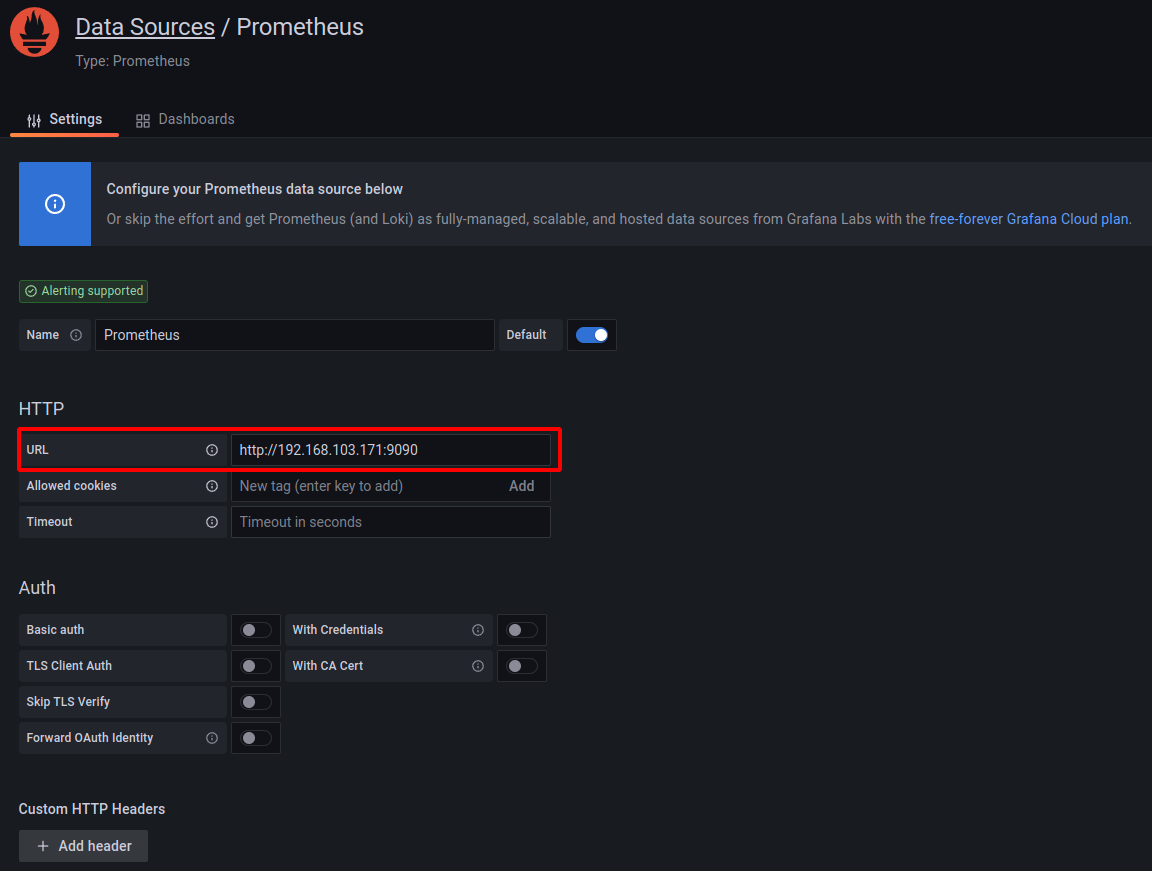 Data Sources / Prometheus
Type: Prometheus
Settings Dashboards
Configure your Prometheus data source below
Or skip the effort and get Prometheus (and Loki) as fully-managed, scalable, and hosted data sources from Grafana Labs with the free-forever Grafana Cloud plan.
Alerting supported
Name Prometheus Default
HTTP
URL http://192.168.103.171:9090
Allowed cookies New tag (enter key to add) Add
Timeout Timeout in seconds
Auth
Basic auth With Credentials
TLS Client Auth With CA Cert
Skip TLS Verify
Forward OAuth Identity
Custom HTTP Headers
+ Add header